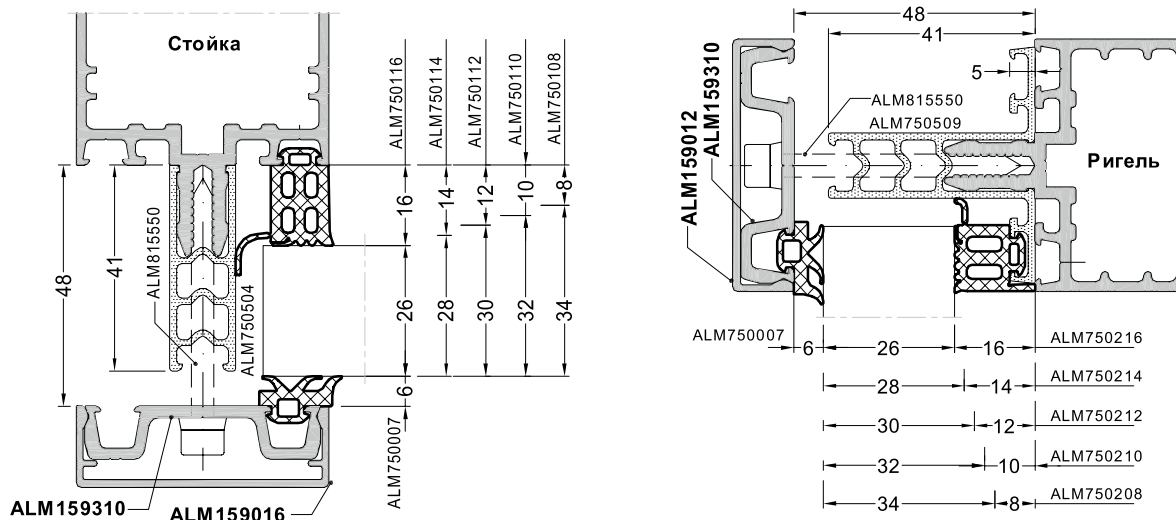 Стойка
ALM750116
ALM750114
ALM750112
ALM750110
ALM750108
48
41
ALM815550
ALM750504
16
14
12
10
8
26
28
30
32
34
6
ALM750007
ALM159310
ALM159016
48
41
5
ALM159310
ALM159012
ALM815550
ALM750509
Ригель
ALM750007
6
26
16
ALM750216
28
14
ALM750214
30
12
ALM750212
32
10
ALM750210
34
8
ALM750208